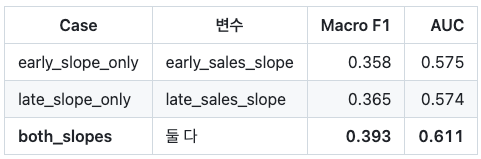 Case 변수 Macro F1 AUC
early_slope_only early_sales_slope 0.358 0.575
late_slope_only late_sales_slope 0.365 0.574
both_slopes 둘 다 0.393 0.611